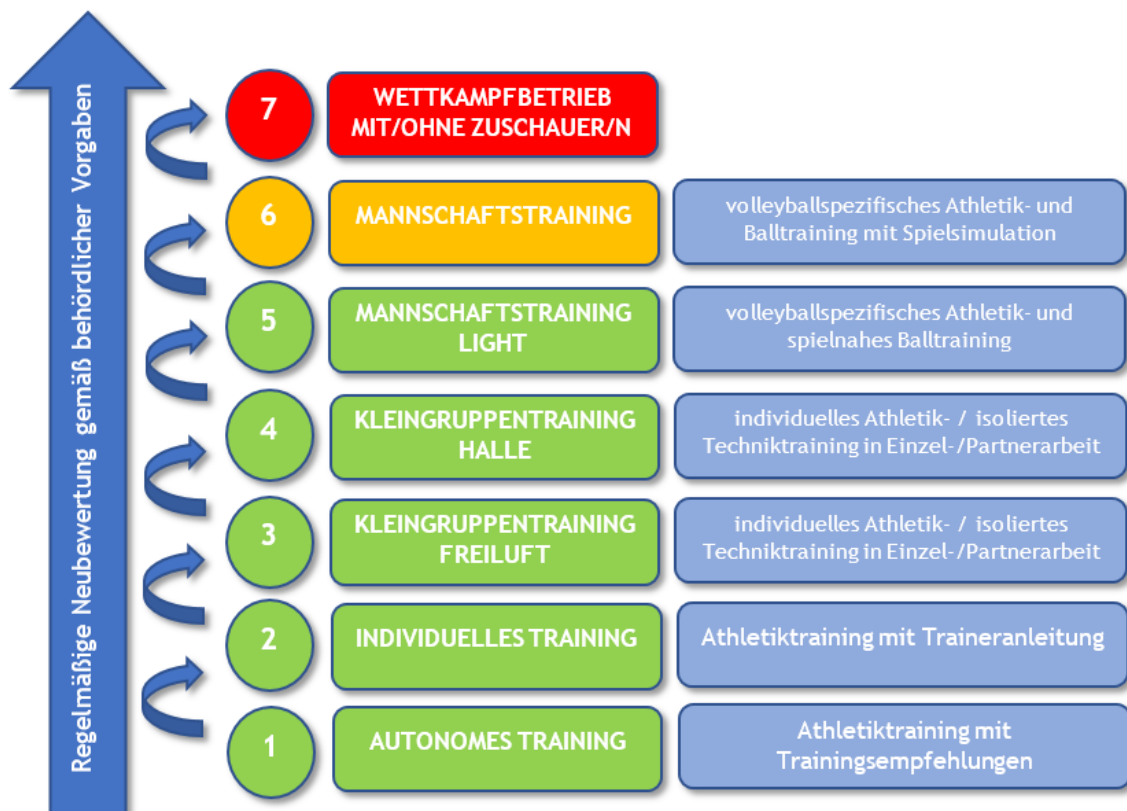 Regelmäßige Neubewertung gemäß behördlicher Vorgaben
7
WETTKAMPFBETRIEB
MIT/OHNE ZUSCHAUER/N
6
MANNSCHAFTSTRAINING
volleyballspezifisches Athletik- und
Balltraining mit Spielsimulation
5
MANNSCHAFTSTRAINING
LIGHT
volleyballspezifisches Athletik- und
spielnahes Balltraining
4
KLEINGRUPPENTRAINING
HALLE
individuelles Athletik- / isoliertes
Techniktraining in Einzel-/Partnerarbeit
3
KLEINGRUPPENTRAINING
FREILUFT
individuelles Athletik- / isoliertes
Techniktraining in Einzel-/Partnerarbeit
2
INDIVIDUELLES TRAINING
Athletiktraining mit Traineranleitung
1
AUTONOMES TRAINING
Athletiktraining mit
Trainingsempfehlungen